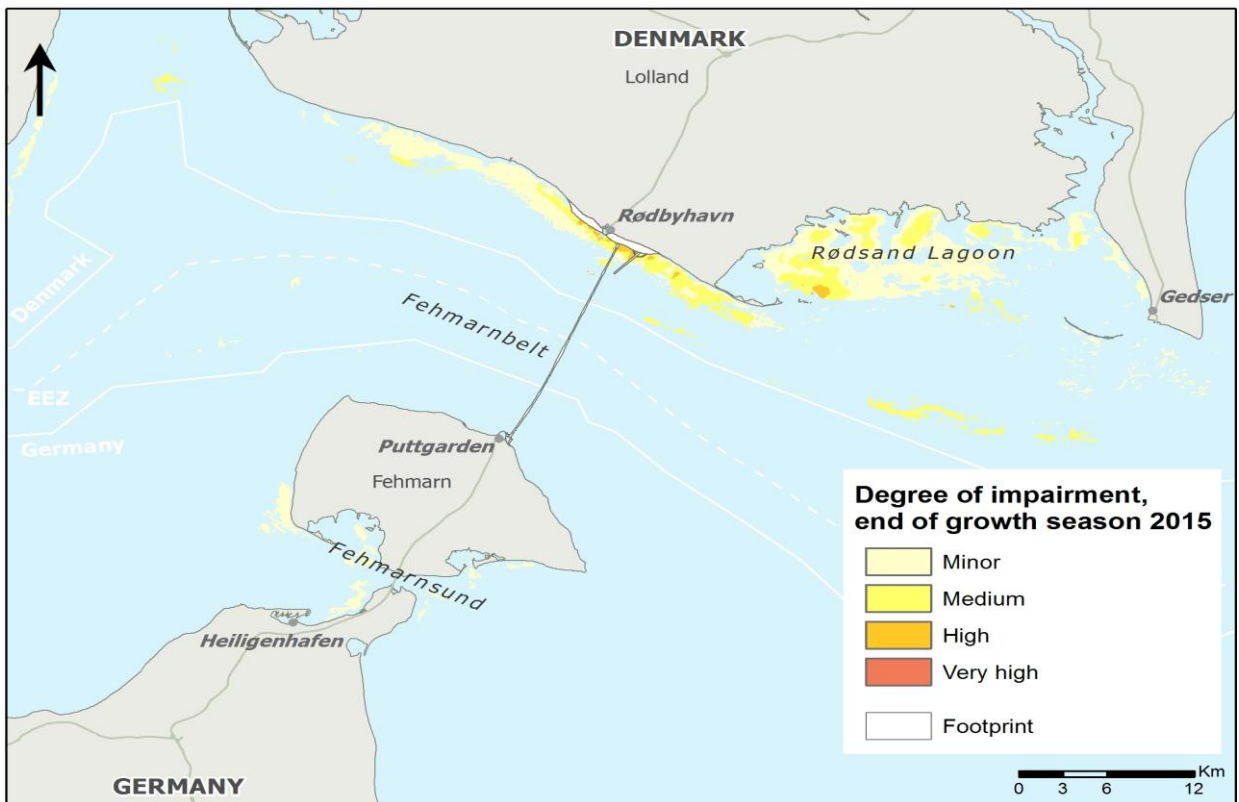 DENMARK
Lolland
Rødbyhavn
Rødsand Lagoon
Gedser
Denmark
Fehmarnbelt
EEZ
Germany
Puttgarden
Fehmarn
Fehmarnsund
Heiligenhafen
GERMANY
Degree of impairment,
end of growth season 2015
Minor
Medium
High
Very high
Footprint
Km
0 3 6 12